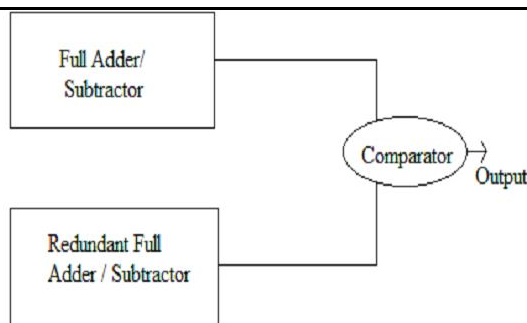 Full Adder/
Subtractor
Comparator
Output
Redundant Full
Adder / Subtractor